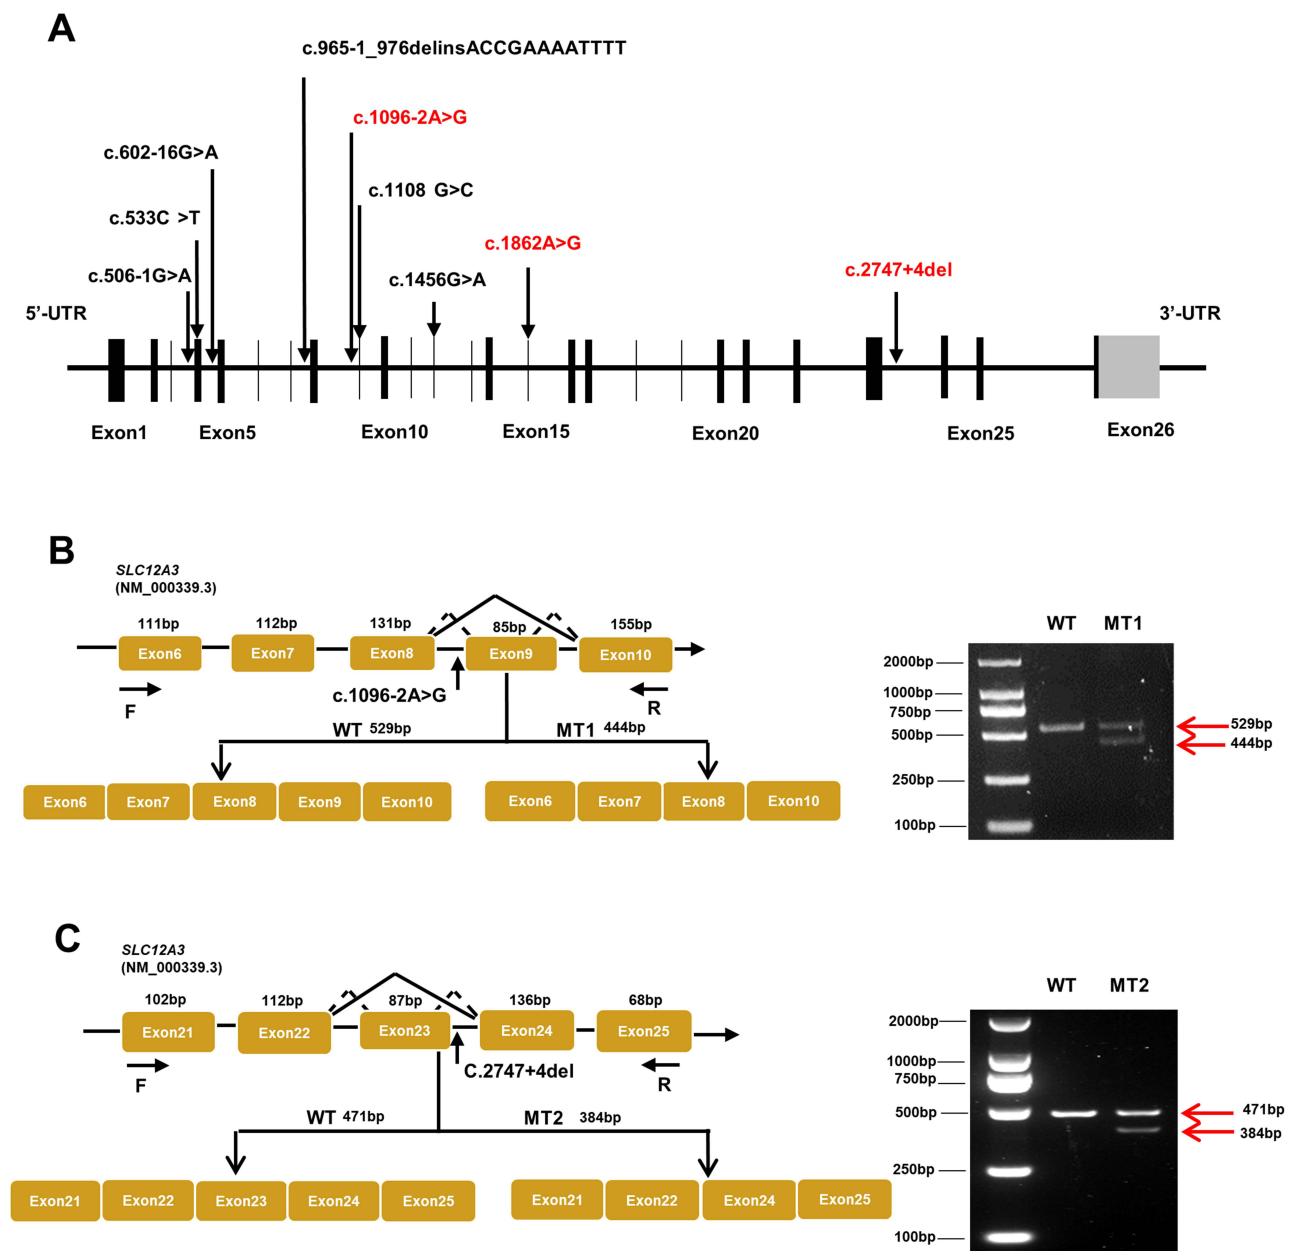 A
c.965-1_976delinsACCGAAAATTTT
c.1096-2A>G
c.602-16G>A
c.1108 G>C
c.533C >T
c.1862A>G
c.506-1G>A
c.1456G>A
c.2747+4del
5’-UTR
3’-UTR
Exon1
Exon5
Exon10
Exon15
Exon20
Exon25
Exon26
B
SLC12A3
(NM_000339.3)
111bp
112bp
131bp
85bp
155bp
Exon6
Exon7
Exon8
Exon9
Exon10
c.1096-2A>G
F
R
WT 529bp
MT1 444bp
Exon6
Exon7
Exon8
Exon9
Exon10
Exon6
Exon7
Exon8
Exon10
WT
MT1
2000bp
1000bp
750bp
500bp
250bp
100bp
529bp
444bp
C
SLC12A3
(NM_000339.3)
102bp
112bp
87bp
136bp
68bp
Exon21
Exon22
Exon23
Exon24
Exon25
C.2747+4del
F
R
WT 471bp
MT2 384bp
Exon21
Exon22
Exon23
Exon24
Exon25
Exon21
Exon22
Exon24
Exon25
WT
MT2
2000bp
1000bp
750bp
500bp
250bp
100bp
471bp
384bp